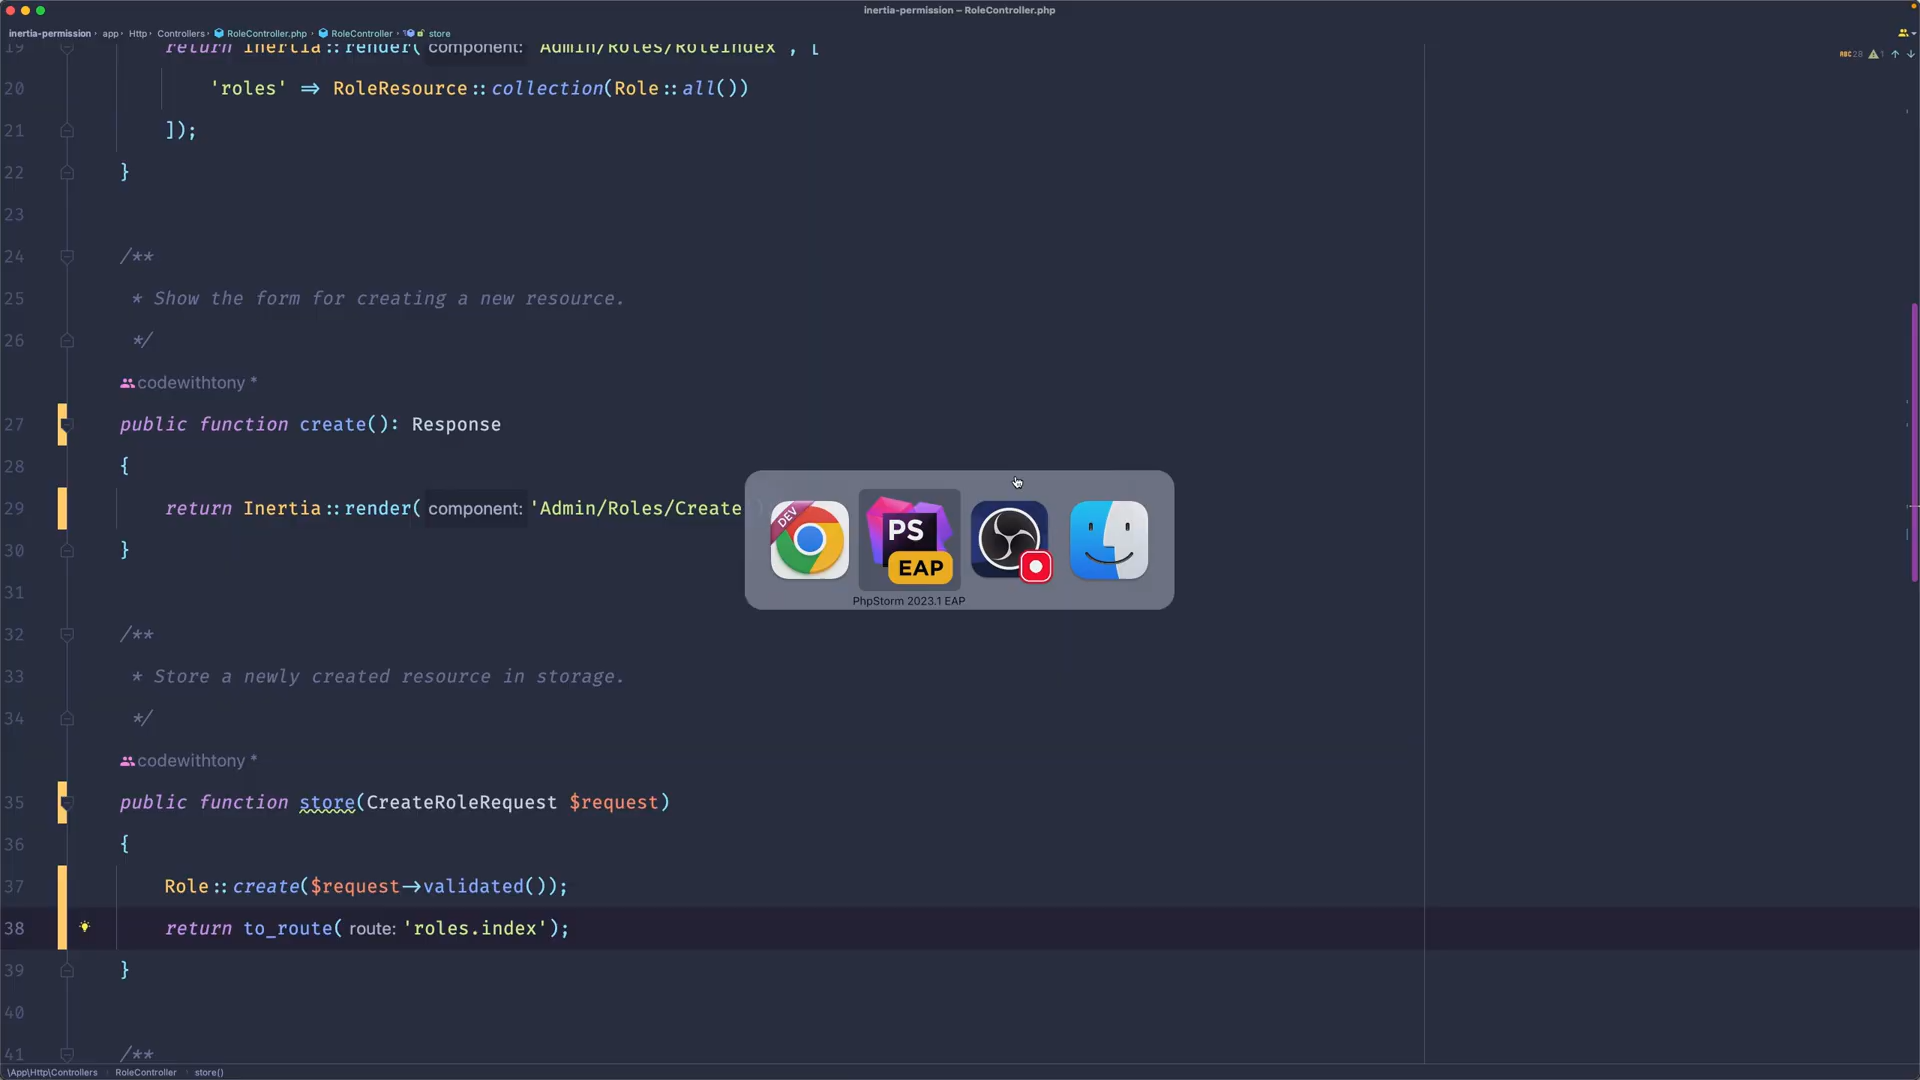 inertia-permission – RoleController.php
inertia-permission › app › Http › Controllers › RoleController.php › RoleController › store
ABC 28 1
19 return Inertia::render( component: 'Admin/Roles/RoleIndex', [
20 'roles' => RoleResource::collection(Role::all())
21 ]);
22 }
23
24 /**
25 * Show the form for creating a new resource.
26 */
codewithtony *
27 public function create(): Response
28 {
29 return Inertia::render( component: 'Admin/Roles/Create
30 }
31
32 /**
33 * Store a newly created resource in storage.
34 */
codewithtony *
35 public function store(CreateRoleRequest $request)
36 {
37 Role::create($request->validated());
38 return to_route( route: 'roles.index');
39 }
40
41 /**
DEV
PS
EAP
PhpStorm 2023.1 EAP
\App\Http\Controllers › RoleController › store()